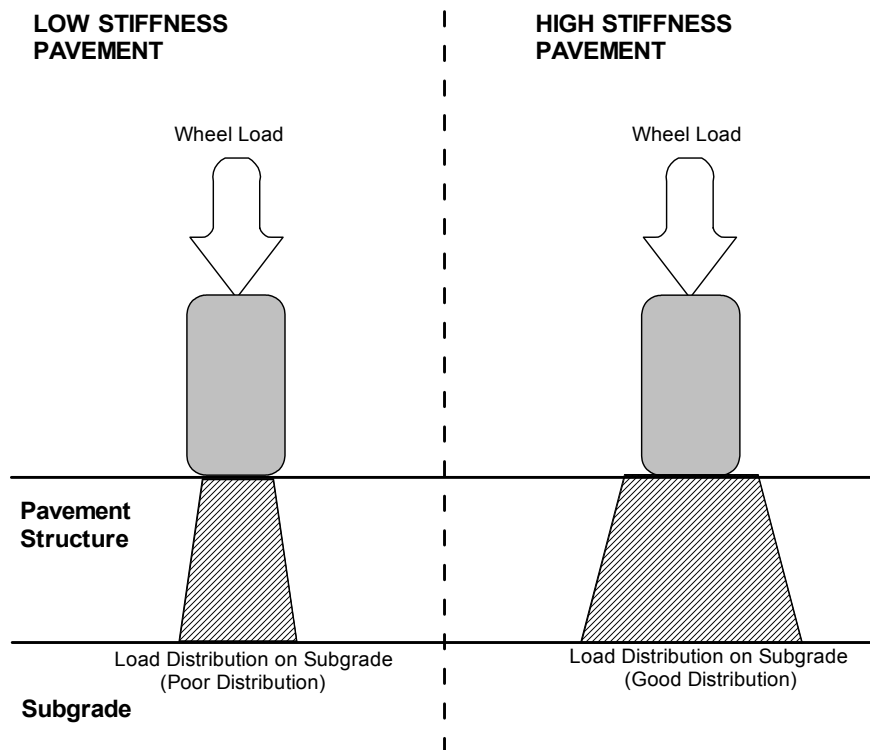 LOW STIFFNESS
PAVEMENT
HIGH STIFFNESS
PAVEMENT
Wheel Load
Wheel Load
Pavement
Structure
Load Distribution on Subgrade
(Poor Distribution)
Load Distribution on Subgrade
(Good Distribution)
Subgrade